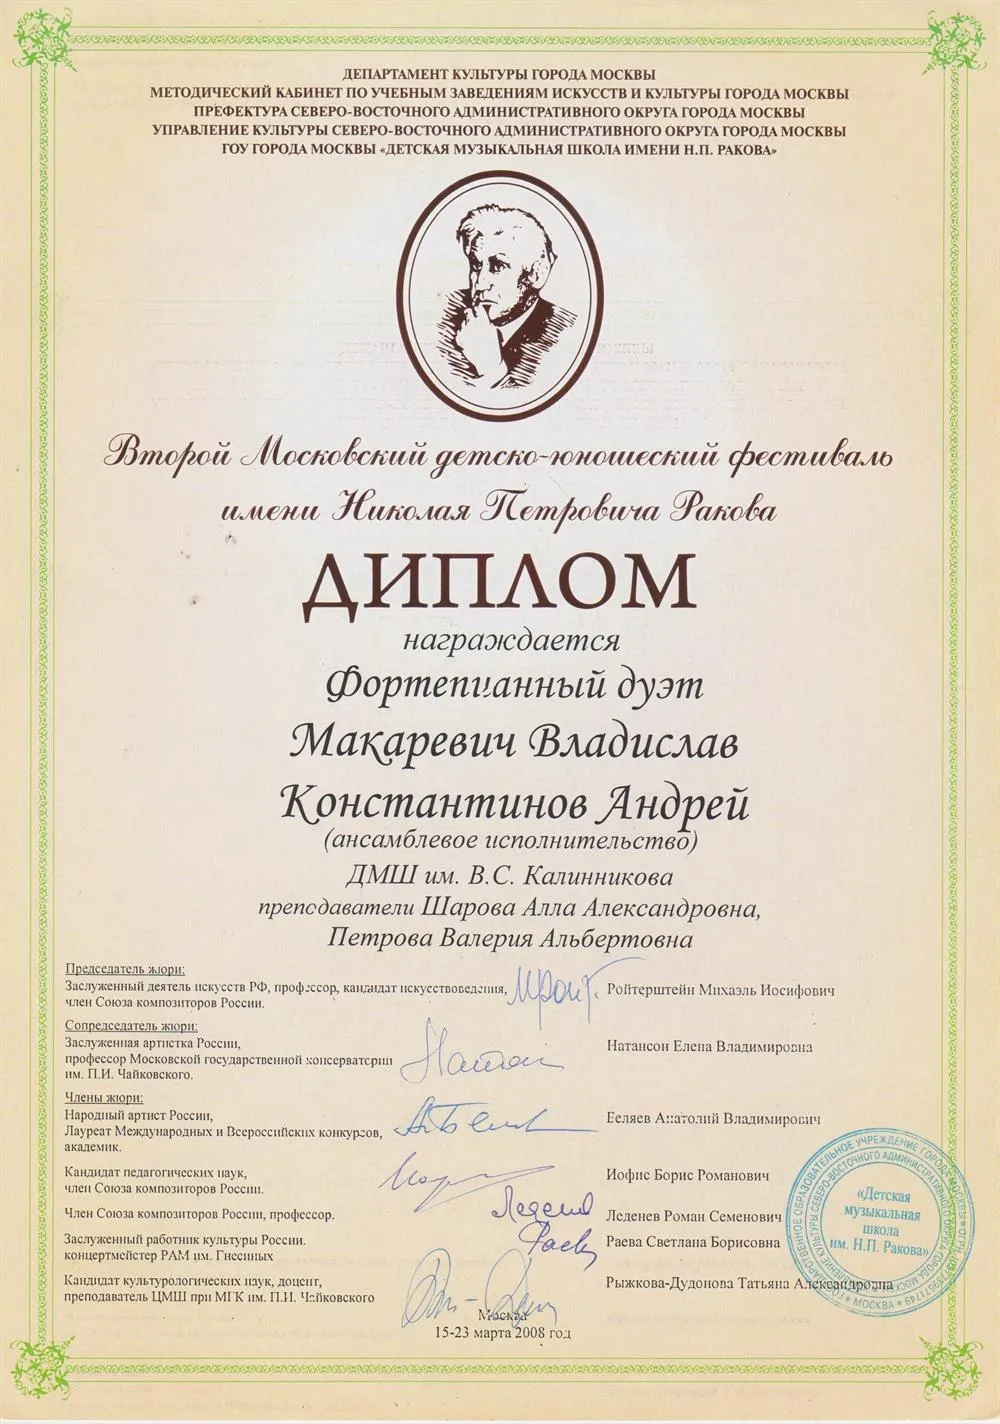 ДЕПАРТАМЕНТ КУЛЬТУРЫ ГОРОДА МОСКВЫ
МЕТОДИЧЕСКИЙ КАБИНЕТ ПО УЧЕБНЫМ ЗАВЕДЕНИЯМ ИСКУССТВ И КУЛЬТУРЫ ГОРОДА МОСКВЫ
ПРЕФЕКТУРА СЕВЕРО-ВОСТОЧНОГО АДМИНИСТРАТИВНОГО ОКРУГА ГОРОДА МОСКВЫ
УПРАВЛЕНИЕ КУЛЬТУРЫ СЕВЕРО-ВОСТОЧНОГО АДМИНИСТРАТИВНОГО ОКРУГА ГОРОДА МОСКВЫ
ГОУ ГОРОДА МОСКВЫ «ДЕТСКАЯ МУЗЫКАЛЬНАЯ ШКОЛА ИМЕНИ Н.П. РАКОВА»
Второй Московский детско-юношеский фестиваль
имени Николая Петровича Ракова
ДИПЛОМ
награждается
Фортепианный дуэт
Макаревич Владислав
Константинов Андрей
(ансамблевое исполнительство)
ДМШ им. В.С. Калинникова
преподаватели Шарова Алла Александровна,
Петрова Валерия Альбертовна
Председатель жюри:
Заслуженный деятель искусств РФ, профессор, кандидат искусствоведения, Ройтерштейн Михаэль Иосифович
член Союза композиторов России.
Сопредседатель жюри:
Заслуженная артистка России, Натансон Елена Владимировна
профессор Московской государственной консерватории
им. П.И. Чайковского.
Члены жюри:
Народный артист России, Беляев Анатолий Владимирович
Лауреат Международных и Всероссийских конкурсов,
академик.
Кандидат педагогических наук, Иофис Борис Романович
член Союза композиторов России.
Член Союза композиторов России, профессор. Леденев Роман Семенович
Заслуженный работник культуры России. Раева Светлана Борисовна
концертмейстер РАМ им. Гнесиных
Кандидат культурологических наук, доцент, Рыжкова-Дудонова Татьяна Александровна
преподаватель ЦМШ при МГК им. П.И. Чайковского
«Детская
музыкальная
школа
им. Н.П. Ракова»
Москва
15-23 марта 2008 год